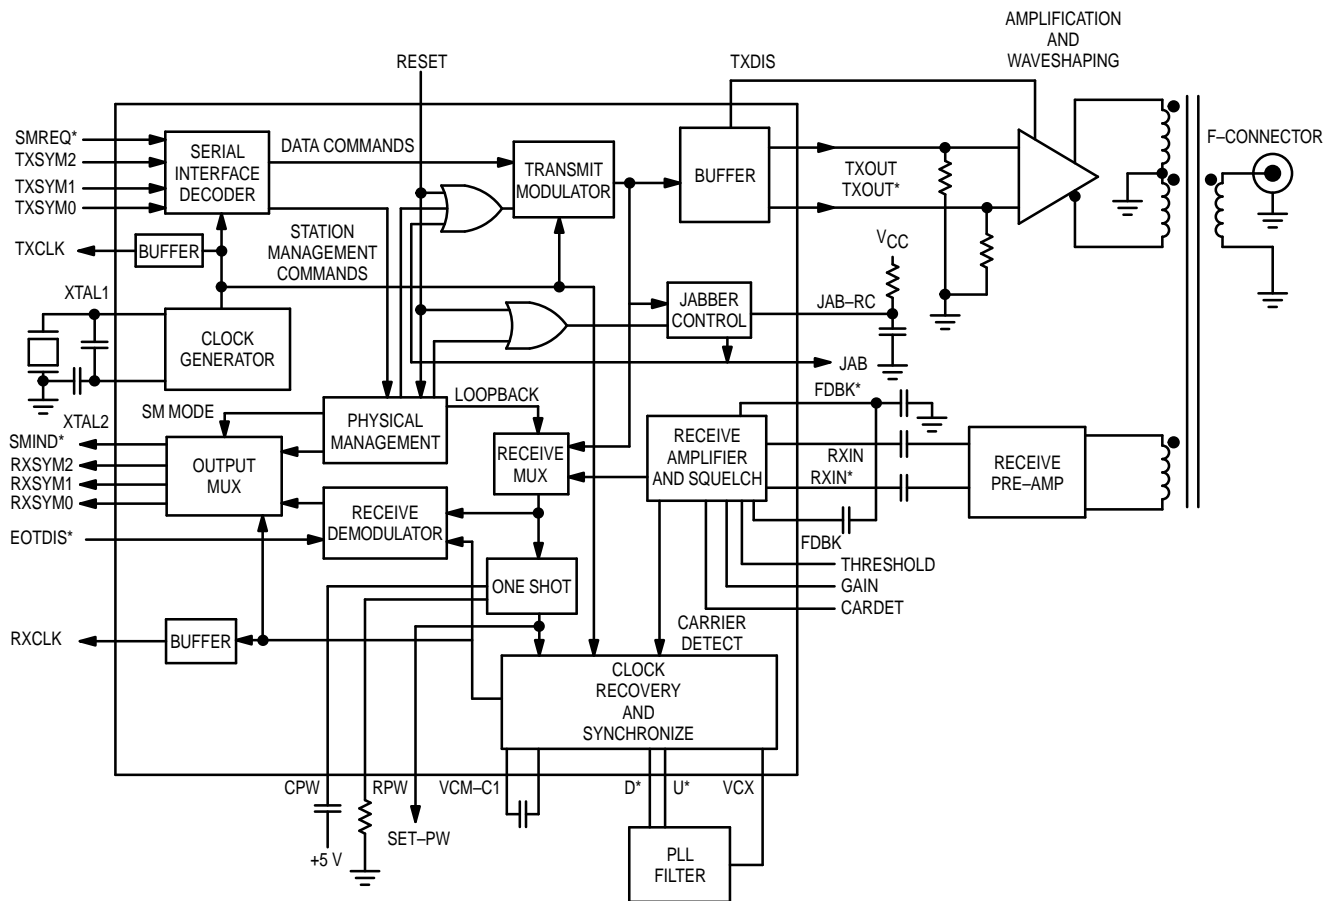 AMPLIFICATION
AND
WAVESHAPING
RESET
TXDIS
SMREQ*
TXSYM2
TXSYM1
TXSYM0
SERIAL
INTERFACE
DECODER
DATA COMMANDS
TRANSMIT
MODULATOR
BUFFER
TXOUT
TXOUT*
F–CONNECTOR
TXCLK
BUFFER
STATION
MANAGEMENT
COMMANDS
VCC
XTAL1
CLOCK
GENERATOR
JABBER
CONTROL
JAB–RC
JAB
XTAL2
SM MODE
PHYSICAL
MANAGEMENT
LOOPBACK
FDBK*
SMIND*
RXSYM2
RXSYM1
RXSYM0
OUTPUT
MUX
RECEIVE
MUX
RECEIVE
AMPLIFIER
AND SQUELCH
RXIN
RXIN*
RECEIVE
PRE–AMP
EOTDIS*
RECEIVE
DEMODULATOR
FDBK
THRESHOLD
GAIN
CARDET
ONE SHOT
CARRIER
DETECT
RXCLK
BUFFER
CLOCK
RECOVERY
AND
SYNCHRONIZE
CPW
RPW
VCM–C1
D*
U*
VCX
SET–PW
+5 V
PLL
FILTER